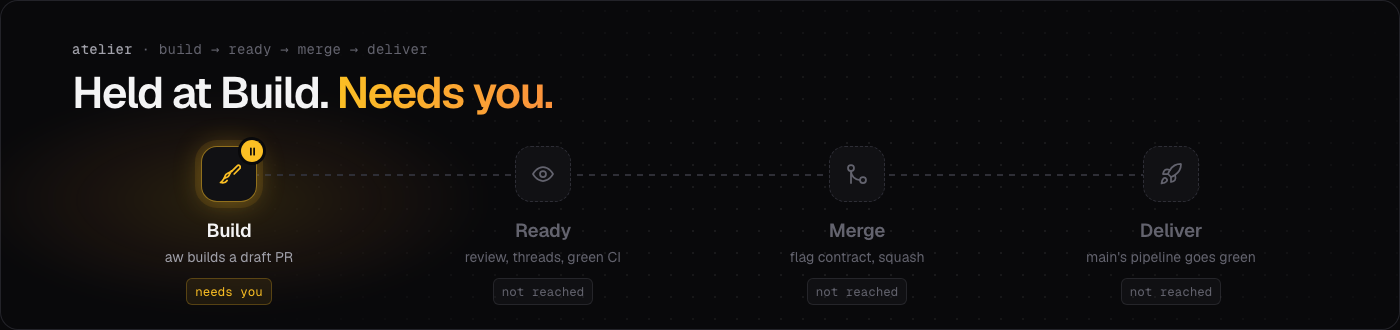 atelier · build → ready → merge → deliver
Held at Build. Needs you.
Build
aw builds a draft PR
needs you
Ready
review, threads, green CI
not reached
Merge
flag contract, squash
not reached
Deliver
main's pipeline goes green
not reached